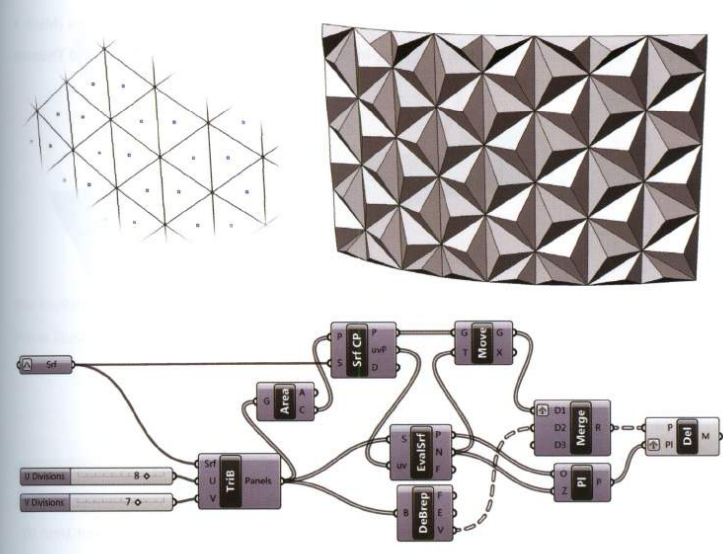 Srf
U Divisions 8
V Divisions 7
Srf U V TriB Panels
G Area A C
P S Srf CP P uvP D
S uv EvalSrf P N F
B DeBrep F E V
G T Move G X
D1 D2 D3 Merge R
O Z Pl P
P Pl Del M